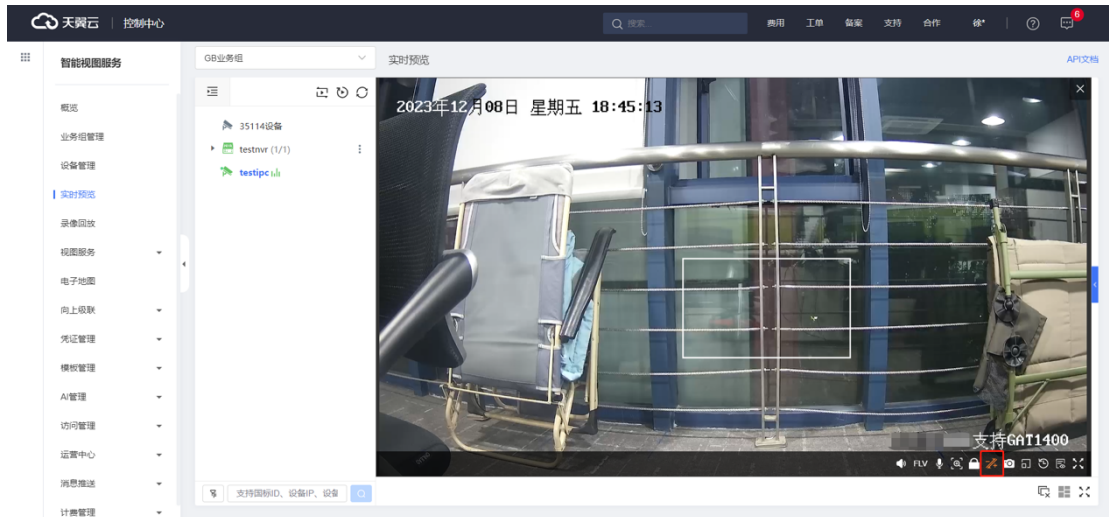 天翼云 控制中心 搜索... 费用 工单 备案 支持 合作 徐* 6
智能视图服务
概览
业务组管理
设备管理
实时预览
录像回放
视图服务
电子地图
向上级联
凭证管理
模板管理
AI管理
访问管理
运营中心
消息推送
计费管理
GB业务组
35114设备
testnvr (1/1)
testipc
支持国标ID、设备IP、设备
实时预览 API文档
2023年12月08日 星期五 18:45:13
支持GAT1400
FLV